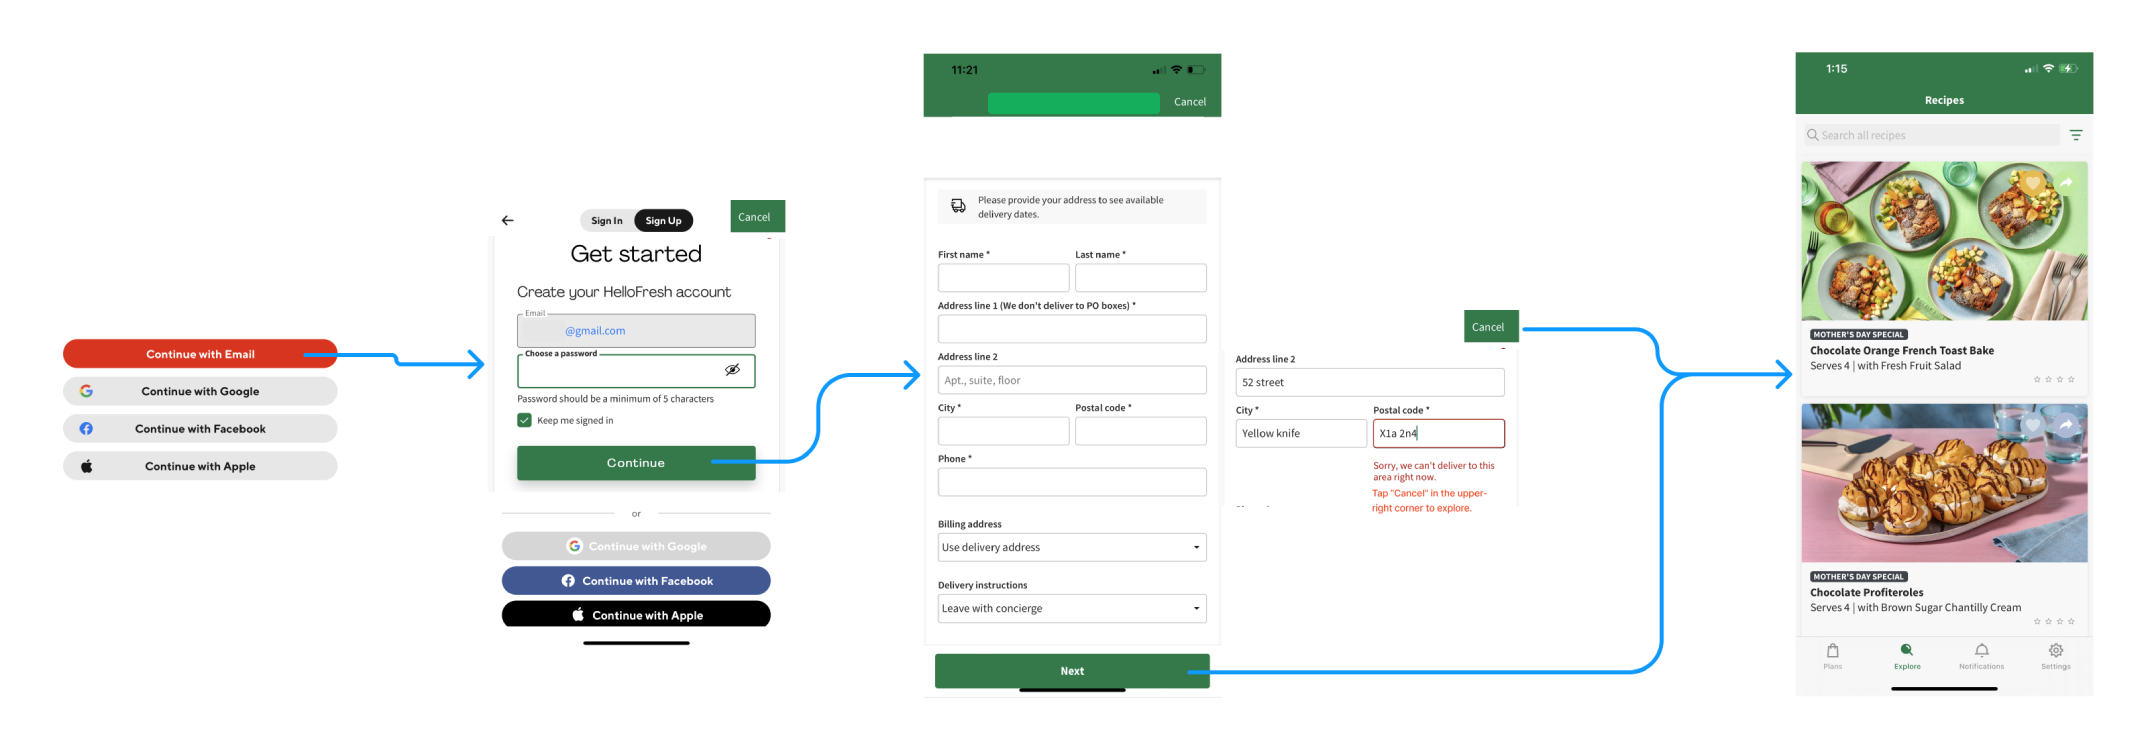 Continue with Email
Continue with Google
Continue with Facebook
Continue with Apple
Sign In
Sign Up
Cancel
Get started
Create your HelloFresh account
Email
@gmail.com
Choose a password
Password should be a minimum of 5 characters
Keep me signed in
Continue
or
Continue with Google
Continue with Facebook
Continue with Apple
11:21
Cancel
Please provide your address to see available
delivery dates.
First name *
Last name *
Address line 1 (We don't deliver to PO boxes) *
Address line 2
Apt., suite, floor
City *
Postal code *
Phone *
Billing address
Use delivery address
Delivery instructions
Leave with concierge
Next
Cancel
Address line 2
52 street
City *
Postal code *
Yellow knife
X1a 2n4
Sorry, we can't deliver to this
area right now.
Tap "Cancel" in the upper-
right corner to explore.
1:15
Recipes
Search all recipes
MOTHER'S DAY SPECIAL
Chocolate Orange French Toast Bake
Serves 4 | with Fresh Fruit Salad
MOTHER'S DAY SPECIAL
Chocolate Profiteroles
Serves 4 | with Brown Sugar Chantilly Cream
Plans
Explore
Notifications
Settings